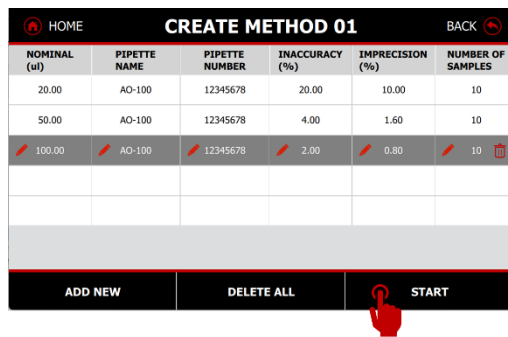 HOME CREATE METHOD 01 BACK
NOMINAL (ul) PIPETTE NAME PIPETTE NUMBER INACCURACY (%) IMPRECISION (%) NUMBER OF SAMPLES
20.00 AO-100 12345678 20.00 10.00 10
50.00 AO-100 12345678 4.00 1.60 10
100.00 AO-100 12345678 2.00 0.80 10
ADD NEW DELETE ALL START